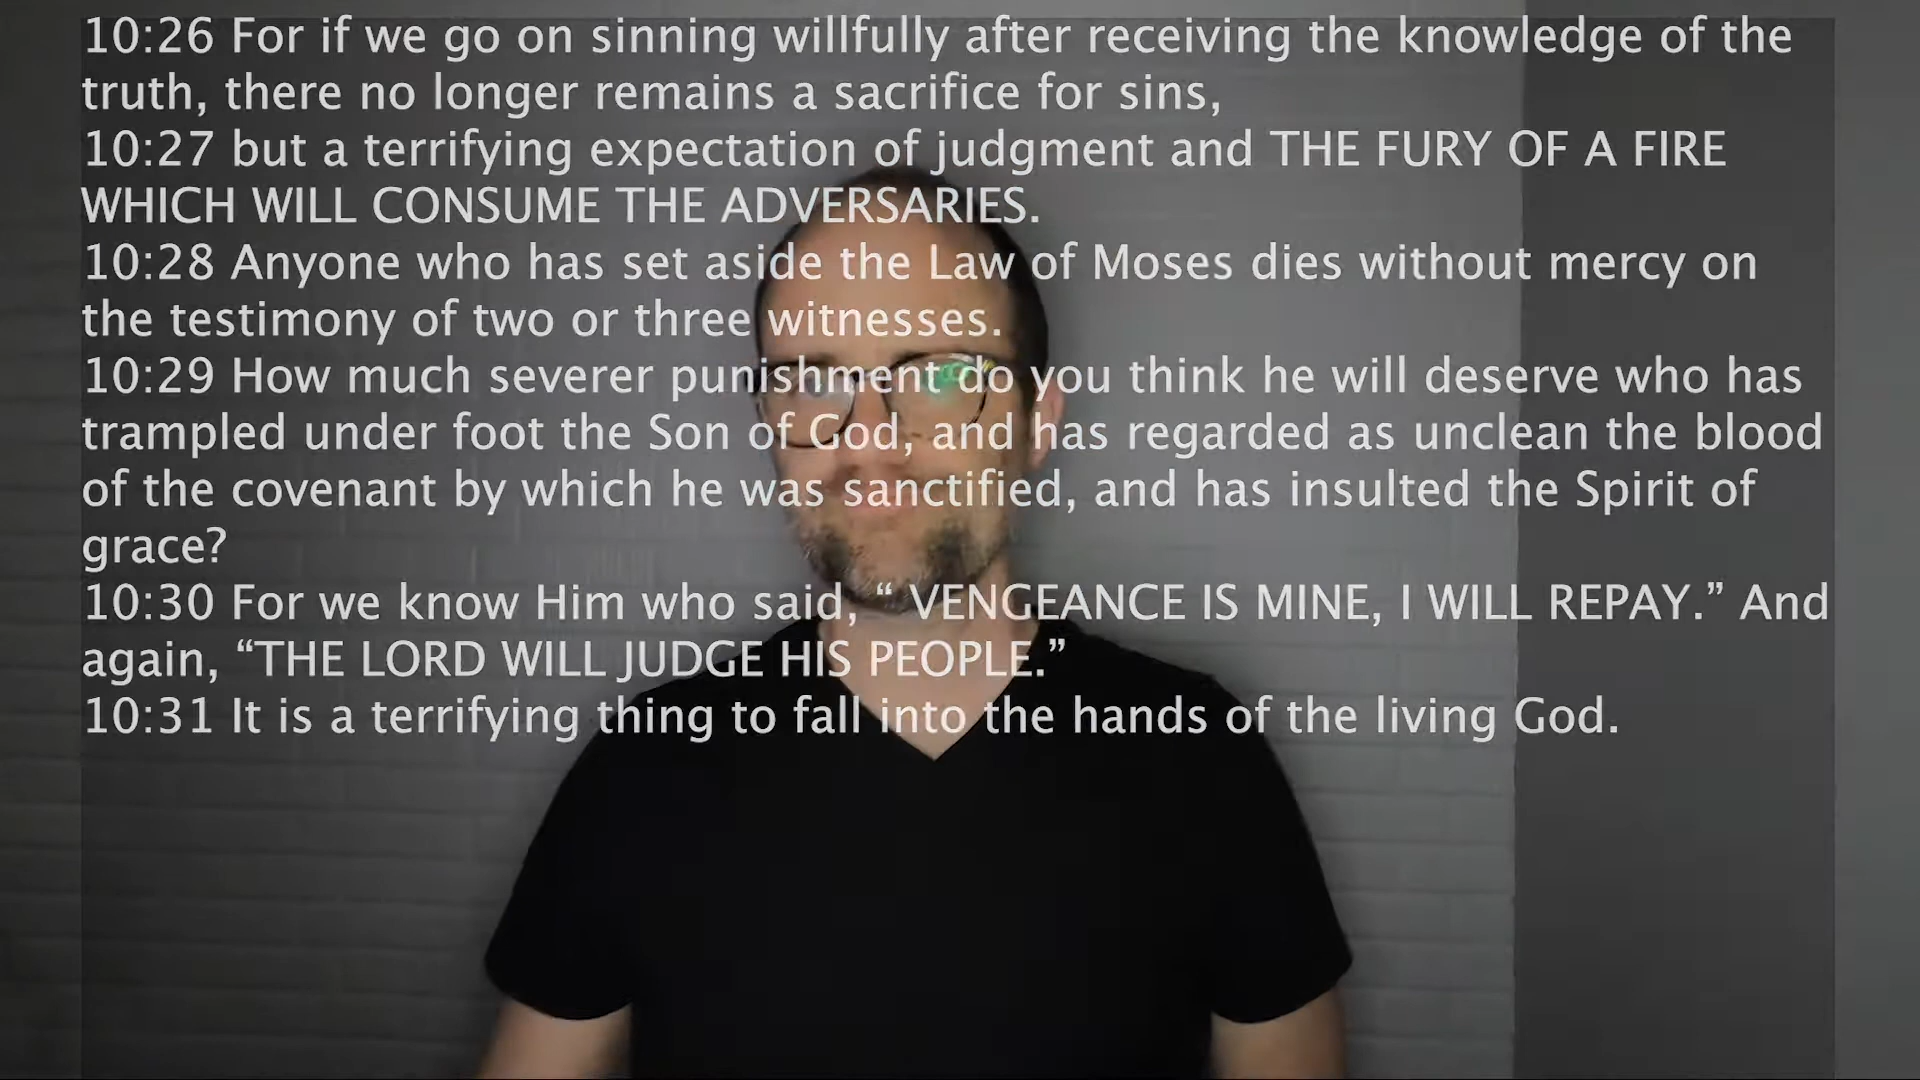 10:26 For if we go on sinning willfully after receiving the knowledge of the
truth, there no longer remains a sacrifice for sins,
10:27 but a terrifying expectation of judgment and THE FURY OF A FIRE
WHICH WILL CONSUME THE ADVERSARIES.
10:28 Anyone who has set aside the Law of Moses dies without mercy on
the testimony of two or three witnesses.
10:29 How much severer punishment do you think he will deserve who has
trampled under foot the Son of God, and has regarded as unclean the blood
of the covenant by which he was sanctified, and has insulted the Spirit of
grace?
10:30 For we know Him who said, “ VENGEANCE IS MINE, I WILL REPAY.” And
again, “THE LORD WILL JUDGE HIS PEOPLE.”
10:31 It is a terrifying thing to fall into the hands of the living God.